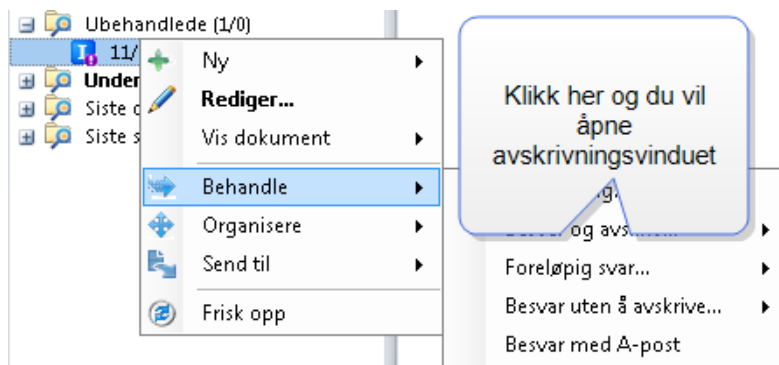 Ubehandlede (1/0)
11/
Under
Siste
Siste
Ny
Rediger...
Vis dokument
Behandle
Organisere
Send til
Frisk opp
Klikk her og du vil
åpne
avskrivningsvinduet
og
Foreløpig svar...
Besvar uten å avskrive...
Besvar med A-post